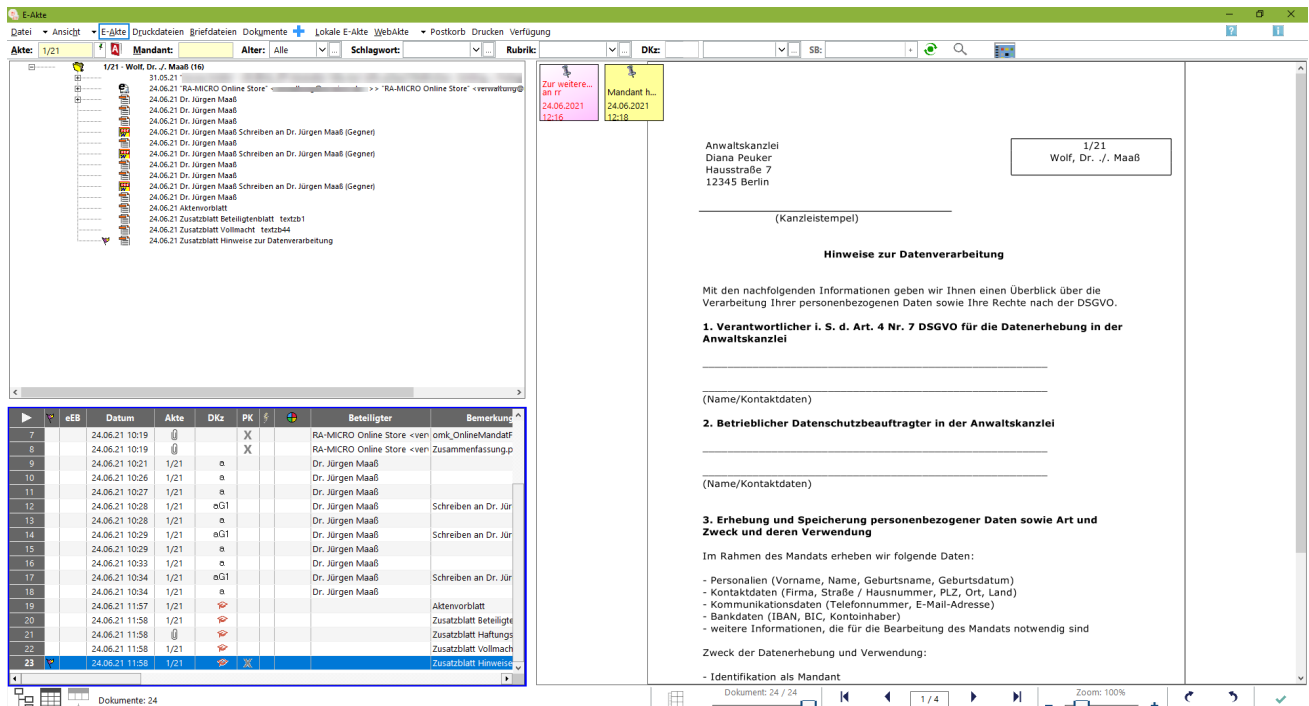 E-Akte
Datei Ansicht E-Akte Druckdateien Briefdateien Dokumente Lokale E-Akte WebAkte Postkorb Drucken Verfügung
Akte: 1/21 Mandant: Alter: Alle Schlagwort: Rubrik: DKz: SB:
1/21 - Wolf, Dr. ./. Maaß (16)
31.05.21
24.06.21 "RA-MICRO Online Store" >> "RA-MICRO Online Store" <verwaltung@
24.06.21 Dr. Jürgen Maaß
24.06.21 Dr. Jürgen Maaß
24.06.21 Dr. Jürgen Maaß
24.06.21 Dr. Jürgen Maaß Schreiben an Dr. Jürgen Maaß (Gegner)
24.06.21 Dr. Jürgen Maaß
24.06.21 Dr. Jürgen Maaß Schreiben an Dr. Jürgen Maaß (Gegner)
24.06.21 Dr. Jürgen Maaß
24.06.21 Dr. Jürgen Maaß
24.06.21 Dr. Jürgen Maaß Schreiben an Dr. Jürgen Maaß (Gegner)
24.06.21 Dr. Jürgen Maaß
24.06.21 Aktenvorblatt
24.06.21 Zusatzblatt Beteiligtenblatt textzb1
24.06.21 Zusatzblatt Vollmacht textzb44
24.06.21 Zusatzblatt Hinweise zur Datenverarbeitung
eEB Datum Akte DKz PK Beteiligter Bemerkung
7 24.06.21 10:19 X RA-MICRO Online Store <ver omk_OnlineMandatF
8 24.06.21 10:19 X RA-MICRO Online Store <ver Zusammenfassung.p
9 24.06.21 10:21 1/21 a Dr. Jürgen Maaß
10 24.06.21 10:26 1/21 a Dr. Jürgen Maaß
11 24.06.21 10:27 1/21 a Dr. Jürgen Maaß
12 24.06.21 10:28 1/21 aG1 Dr. Jürgen Maaß Schreiben an Dr. Jür
13 24.06.21 10:28 1/21 a Dr. Jürgen Maaß
14 24.06.21 10:29 1/21 aG1 Dr. Jürgen Maaß Schreiben an Dr. Jür
15 24.06.21 10:29 1/21 a Dr. Jürgen Maaß
16 24.06.21 10:33 1/21 a Dr. Jürgen Maaß
17 24.06.21 10:34 1/21 aG1 Dr. Jürgen Maaß Schreiben an Dr. Jür
18 24.06.21 10:34 1/21 a Dr. Jürgen Maaß
19 24.06.21 11:57 1/21 Aktenvorblatt
20 24.06.21 11:58 1/21 Zusatzblatt Beteiligte
21 24.06.21 11:58 1/21 Zusatzblatt Haftungs
22 24.06.21 11:58 1/21 Zusatzblatt Vollmach
23 24.06.21 11:58 1/21 X Zusatzblatt Hinweise
Dokumente: 24
Zur weitere...
an rr
24.06.2021
12:16
Mandant h...
24.06.2021
12:18
Anwaltskanzlei
Diana Peuker
Hausstraße 7
12345 Berlin
1/21
Wolf, Dr. ./. Maaß
(Kanzleistempel)
Hinweise zur Datenverarbeitung
Mit den nachfolgenden Informationen geben wir Ihnen einen Überblick über die
Verarbeitung Ihrer personenbezogenen Daten sowie Ihre Rechte nach der DSGVO.
1. Verantwortlicher i. S. d. Art. 4 Nr. 7 DSGVO für die Datenerhebung in der
Anwaltskanzlei
(Name/Kontaktdaten)
2. Betrieblicher Datenschutzbeauftragter in der Anwaltskanzlei
(Name/Kontaktdaten)
3. Erhebung und Speicherung personenbezogener Daten sowie Art und
Zweck und deren Verwendung
Im Rahmen des Mandats erheben wir folgende Daten:
- Personalien (Vorname, Name, Geburtsname, Geburtsdatum)
- Kontaktdaten (Firma, Straße / Hausnummer, PLZ, Ort, Land)
- Kommunikationsdaten (Telefonnummer, E-Mail-Adresse)
- Bankdaten (IBAN, BIC, Kontoinhaber)
- weitere Informationen, die für die Bearbeitung des Mandats notwendig sind
Zweck der Datenerhebung und Verwendung:
- Identifikation als Mandant
Dokument: 24 / 24 1 / 4 Zoom: 100%